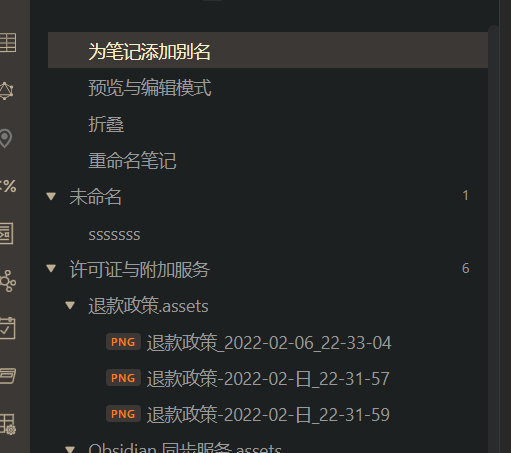 为笔记添加别名
预览与编辑模式
折叠
重命名笔记
未命名 1
sssssss
许可证与附加服务 6
退款政策.assets
PNG 退款政策_2022-02-06_22-33-04
PNG 退款政策-2022-02-日_22-31-57
PNG 退款政策-2022-02-日_22-31-59
Obsidian 同步服务.assets